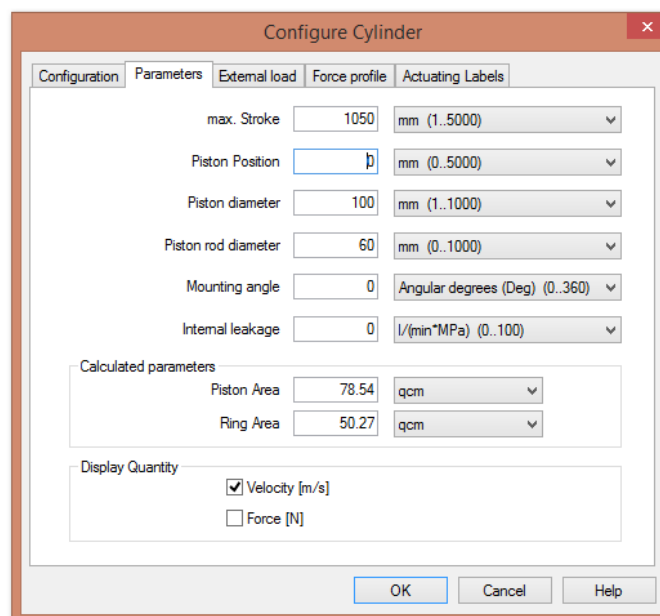 Configure Cylinder
x
Configuration Parameters External load Force profile Actuating Labels
max. Stroke 1050 mm (1..5000)
Piston Position 0 mm (0..5000)
Piston diameter 100 mm (1..1000)
Piston rod diameter 60 mm (0..1000)
Mounting angle 0 Angular degrees (Deg) (0..360)
Internal leakage 0 l/(min*MPa) (0..100)
Calculated parameters
Piston Area 78.54 qcm
Ring Area 50.27 qcm
Display Quantity
Velocity [m/s]
Force [N]
OK Cancel Help